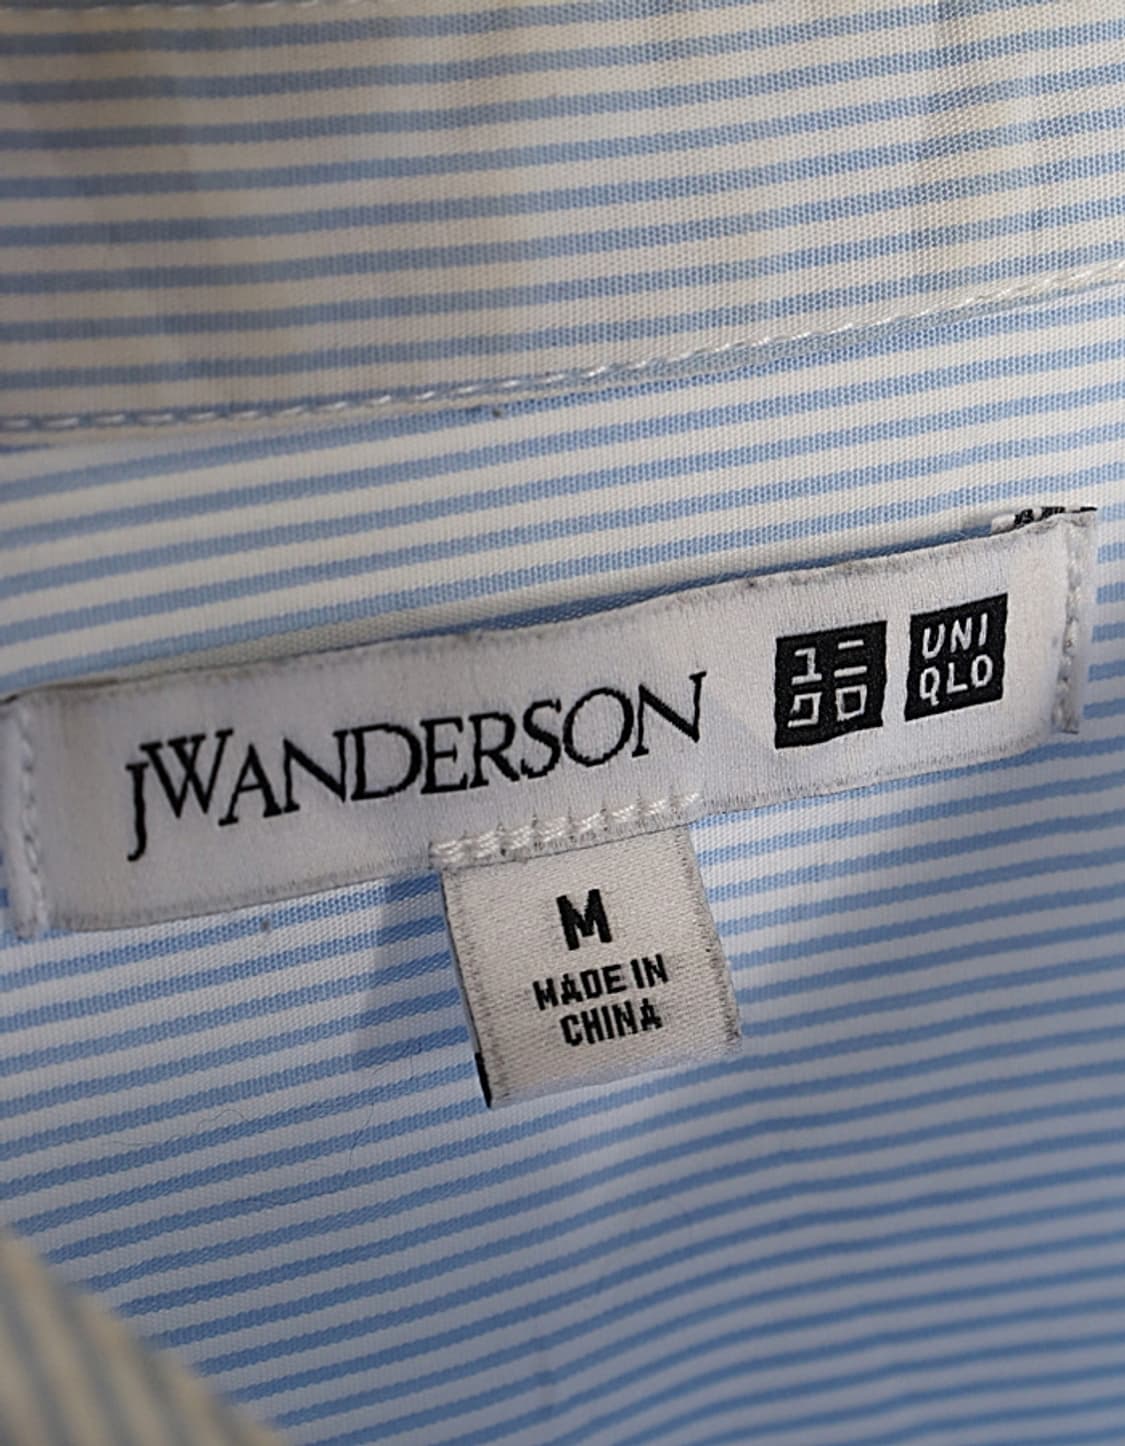 JWANDERSON
ユニ
クロ
UNI
QLO
M
MADE IN
CHINA